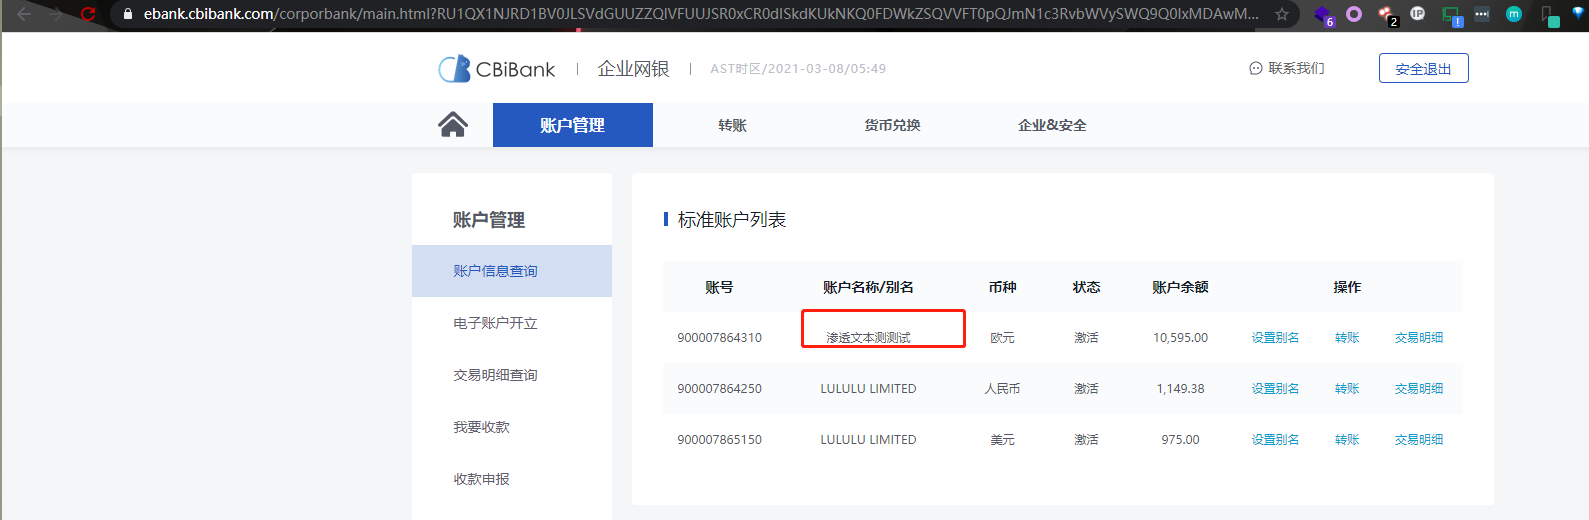 ebank.cbibank.com/corporbank/main.html?RU1QX1NJRD1BV0JLSVdGUUZZQlVFUUJSR0xCR0dISkdKUkNKQ0FDWkZSQVVFT0pQJmN1c3RvbWVySWQ9Q0IxMDAwM...
6
2
IP
!
m
CBiBank
企业网银
AST时区/2021-03-08/05:49
联系我们
安全退出
账户管理
转账
货币兑换
企业&安全
账户管理
账户信息查询
电子账户开立
交易明细查询
我要收款
收款申报
标准账户列表
账号 账户名称/别名 币种 状态 账户余额 操作
900007864310 渗透文本测测试 欧元 激活 10,595.00 设置别名 转账 交易明细
900007864250 LULULU LIMITED 人民币 激活 1,149.38 设置别名 转账 交易明细
900007865150 LULULU LIMITED 美元 激活 975.00 设置别名 转账 交易明细